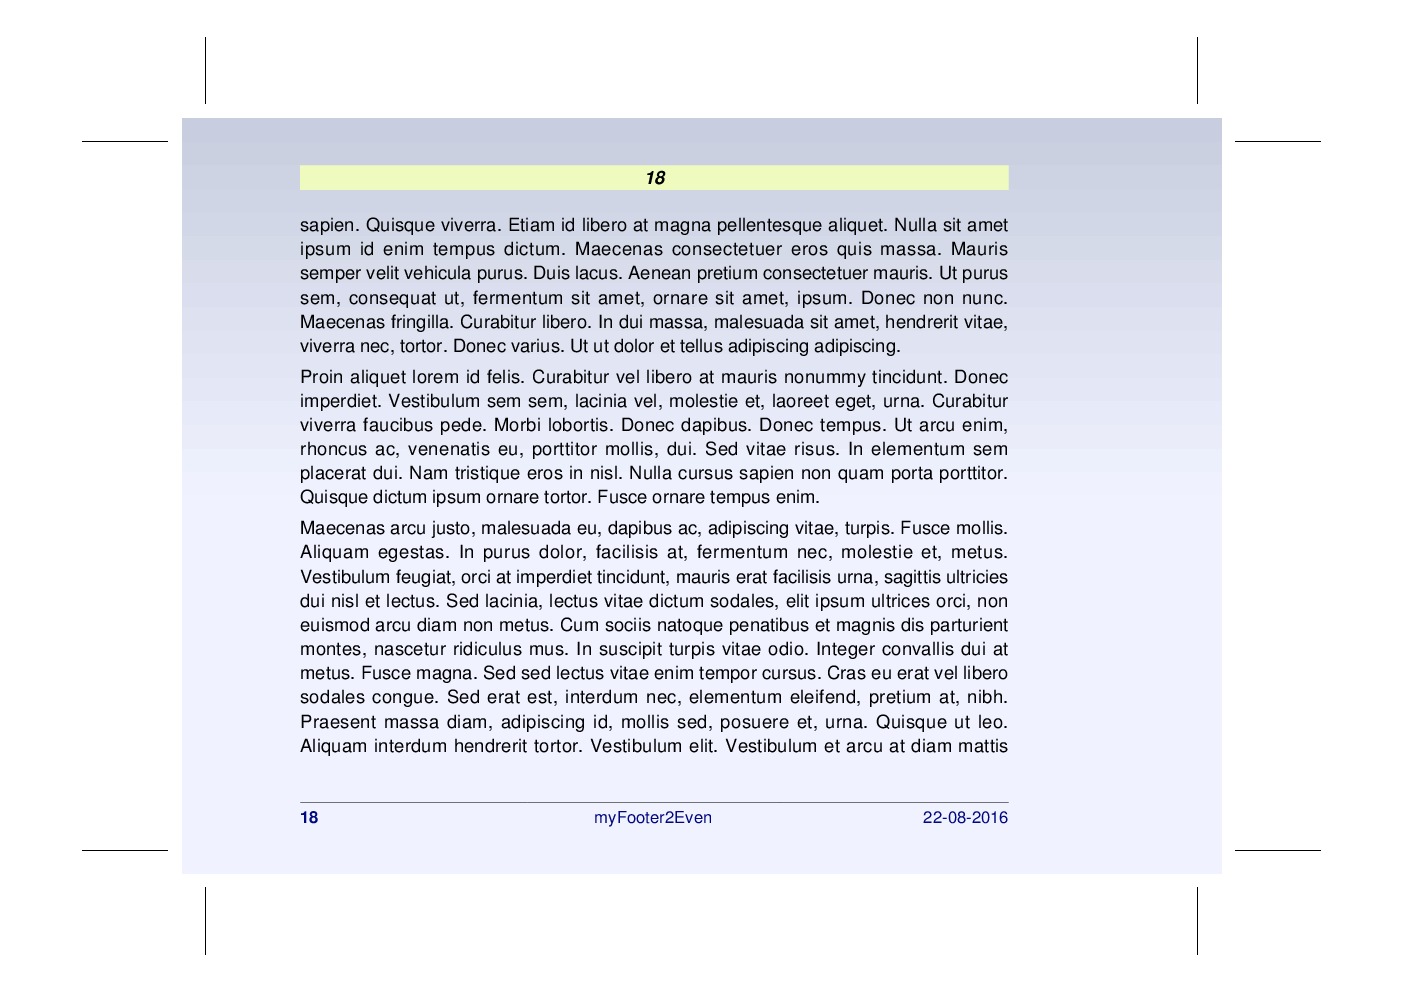 18
sapien. Quisque viverra. Etiam id libero at magna pellentesque aliquet. Nulla sit amet
ipsum id enim tempus dictum. Maecenas consectetuer eros quis massa. Mauris
semper velit vehicula purus. Duis lacus. Aenean pretium consectetuer mauris. Ut purus
sem, consequat ut, fermentum sit amet, ornare sit amet, ipsum. Donec non nunc.
Maecenas fringilla. Curabitur libero. In dui massa, malesuada sit amet, hendrerit vitae,
viverra nec, tortor. Donec varius. Ut ut dolor et tellus adipiscing adipiscing.
Proin aliquet lorem id felis. Curabitur vel libero at mauris nonummy tincidunt. Donec
imperdiet. Vestibulum sem sem, lacinia vel, molestie et, laoreet eget, urna. Curabitur
viverra faucibus pede. Morbi lobortis. Donec dapibus. Donec tempus. Ut arcu enim,
rhoncus ac, venenatis eu, porttitor mollis, dui. Sed vitae risus. In elementum sem
placerat dui. Nam tristique eros in nisl. Nulla cursus sapien non quam porta porttitor.
Quisque dictum ipsum ornare tortor. Fusce ornare tempus enim.
Maecenas arcu justo, malesuada eu, dapibus ac, adipiscing vitae, turpis. Fusce mollis.
Aliquam egestas. In purus dolor, facilisis at, fermentum nec, molestie et, metus.
Vestibulum feugiat, orci at imperdiet tincidunt, mauris erat facilisis urna, sagittis ultricies
dui nisl et lectus. Sed lacinia, lectus vitae dictum sodales, elit ipsum ultrices orci, non
euismod arcu diam non metus. Cum sociis natoque penatibus et magnis dis parturient
montes, nascetur ridiculus mus. In suscipit turpis vitae odio. Integer convallis dui at
metus. Fusce magna. Sed sed lectus vitae enim tempor cursus. Cras eu erat vel libero
sodales congue. Sed erat est, interdum nec, elementum eleifend, pretium at, nibh.
Praesent massa diam, adipiscing id, mollis sed, posuere et, urna. Quisque ut leo.
Aliquam interdum hendrerit tortor. Vestibulum elit. Vestibulum et arcu at diam mattis
18 myFooter2Even 22-08-2016